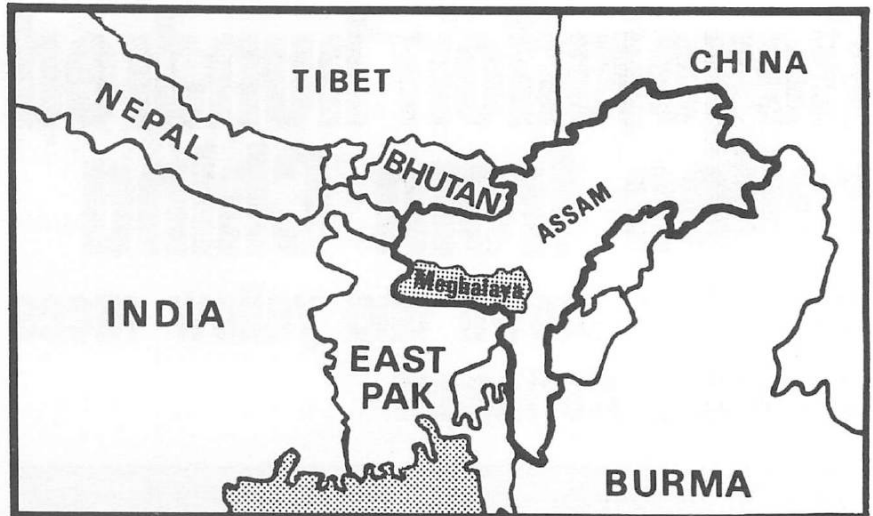 CHINA
TIBET
NEPAL
BHUTAN
ASSAM
Meghalaya
INDIA
EAST
PAK
BURMA